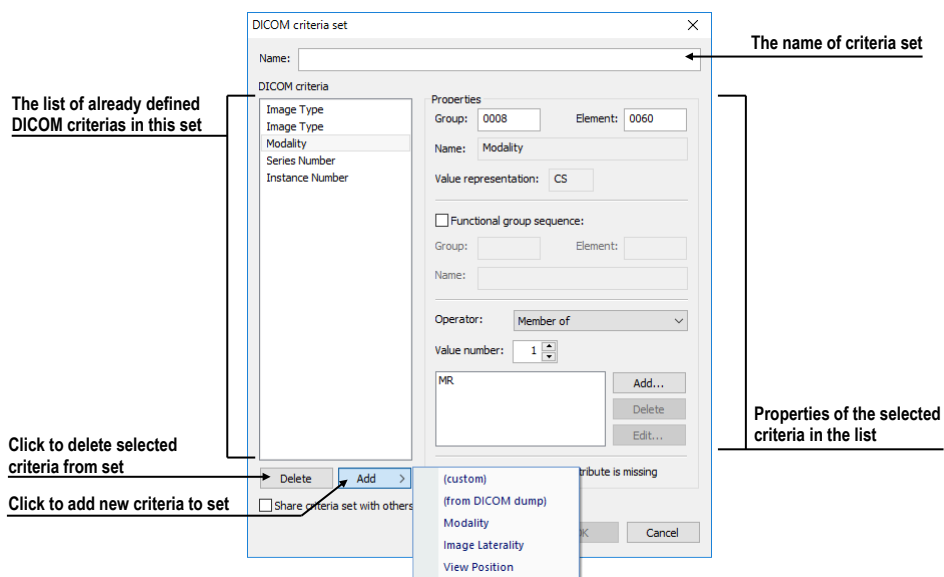 DICOM criteria set
Name:
The name of criteria set
DICOM criteria
The list of already defined
DICOM criterias in this set
Image Type
Image Type
Modality
Series Number
Instance Number
Properties
Group: 0008 Element: 0060
Name: Modality
Value representation: CS
Functional group sequence:
Group: Element:
Name:
Operator: Member of
Value number: 1
MR
Add...
Delete
Edit...
Properties of the selected
criteria in the list
Click to delete selected
criteria from set
Click to add new criteria to set
Delete Add >
tribute is missing
Share criteria set with others
(custom)
(from DICOM dump)
Modality
Image Laterality
View Position
K Cancel